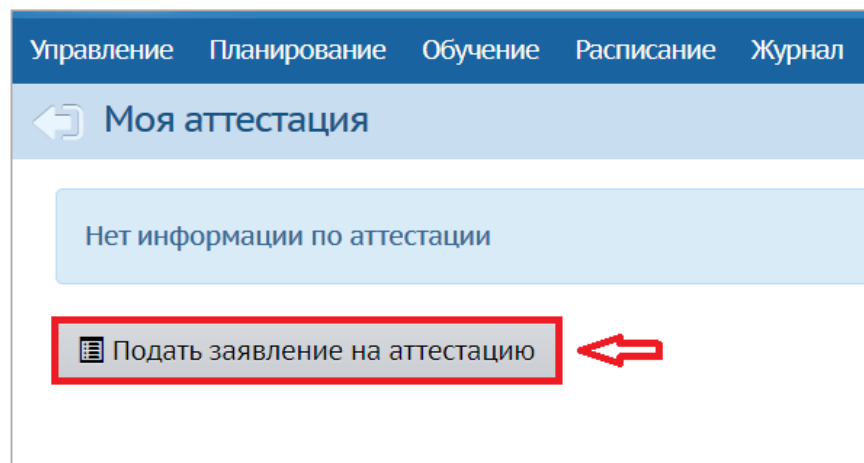 Управление Планирование Обучение Расписание Журнал
Моя аттестация
Нет информации по аттестации
Подать заявление на аттестацию